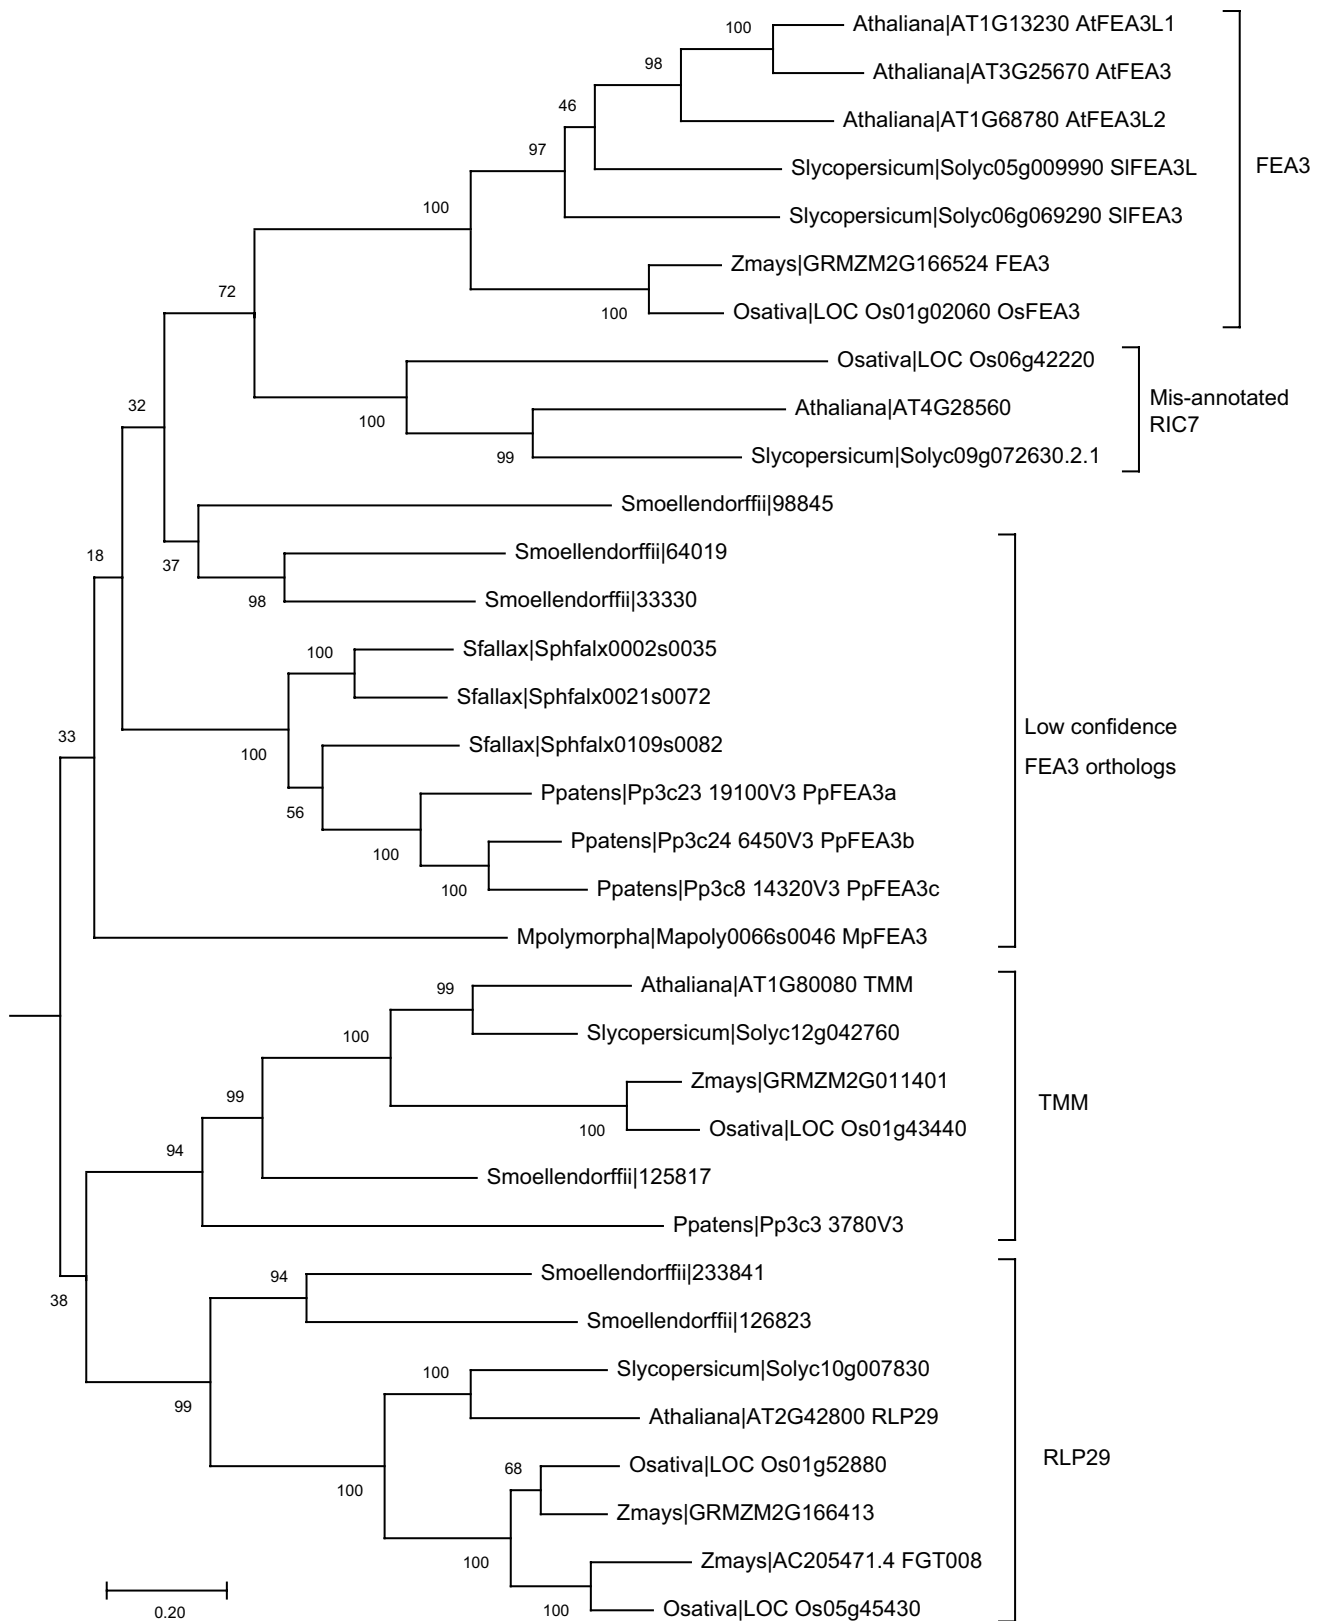 100
Athaliana|AT1G13230 AtFEA3L1
98
Athaliana|AT3G25670 AtFEA3
46
Athaliana|AT1G68780 AtFEA3L2
97
Slycopersicum|Solyc05g009990 SlFEA3L
FEA3
100
Slycopersicum|Solyc06g069290 SlFEA3
Zmays|GRMZM2G166524 FEA3
72
100
Osativa|LOC Os01g02060 OsFEA3
Osativa|LOC Os06g42220
32
Athaliana|AT4G28560
Mis-annotated
RIC7
100
99
Slycopersicum|Solyc09g072630.2.1
Smoellendorffii|98845
18
37
Smoellendorffii|64019
98
Smoellendorffii|33330
100
Sfallax|Sphfalx0002s0035
Sfallax|Sphfalx0021s0072
33
100
Sfallax|Sphfalx0109s0082
Low confidence
FEA3 orthologs
56
Ppatens|Pp3c23 19100V3 PpFEA3a
100
Ppatens|Pp3c24 6450V3 PpFEA3b
100
Ppatens|Pp3c8 14320V3 PpFEA3c
Mpolymorpha|Mapoly0066s0046 MpFEA3
99
Athaliana|AT1G80080 TMM
100
Slycopersicum|Solyc12g042760
99
Zmays|GRMZM2G011401
TMM
100
Osativa|LOC Os01g43440
94
Smoellendorffii|125817
Ppatens|Pp3c3 3780V3
38
94
Smoellendorffii|233841
Smoellendorffii|126823
99
100
Slycopersicum|Solyc10g007830
Athaliana|AT2G42800 RLP29
RLP29
100
68
Osativa|LOC Os01g52880
Zmays|GRMZM2G166413
100
Zmays|AC205471.4 FGT008
100
Osativa|LOC Os05g45430
0.20